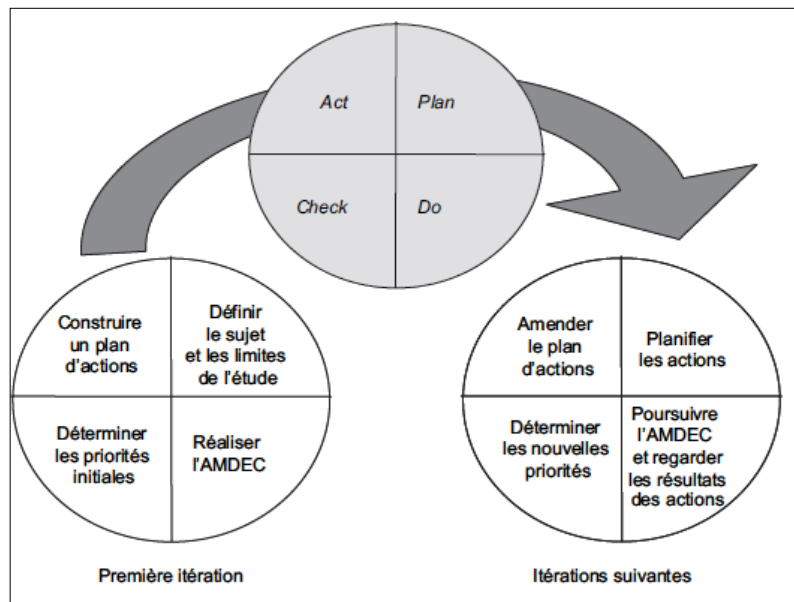 Act
Plan
Check
Do
Construire
un plan
d'actions
Définir
le sujet
et les limites
de l'étude
Déterminer
les priorités
initiales
Réaliser
l'AMDEC
Première itération
Amender
le plan
d'actions
Planifier
les actions
Déterminer
les nouvelles
priorités
Poursuivre
l'AMDEC
et regarder
les résultats
des actions
Itérations suivantes